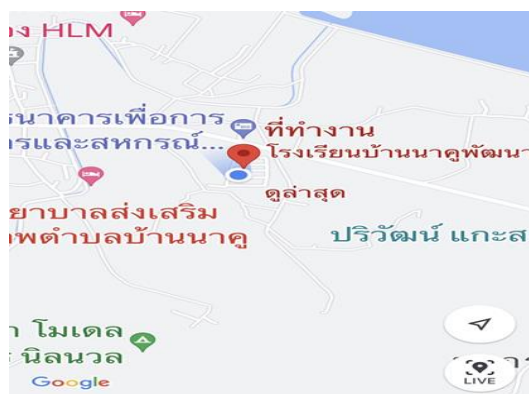 ง HLM
ธนาคารเพื่อการ
รและสหกรณ์...
ที่ทำงาน
โรงเรียนบ้านนาคูพัฒนา
ดูล่าสุด
ยาบาลส่งเสริม
าพตำบลบ้านนาคู
ปริวัฒน์ แกะส
า โมเดล
ร นิลนวล
Google
LIVE